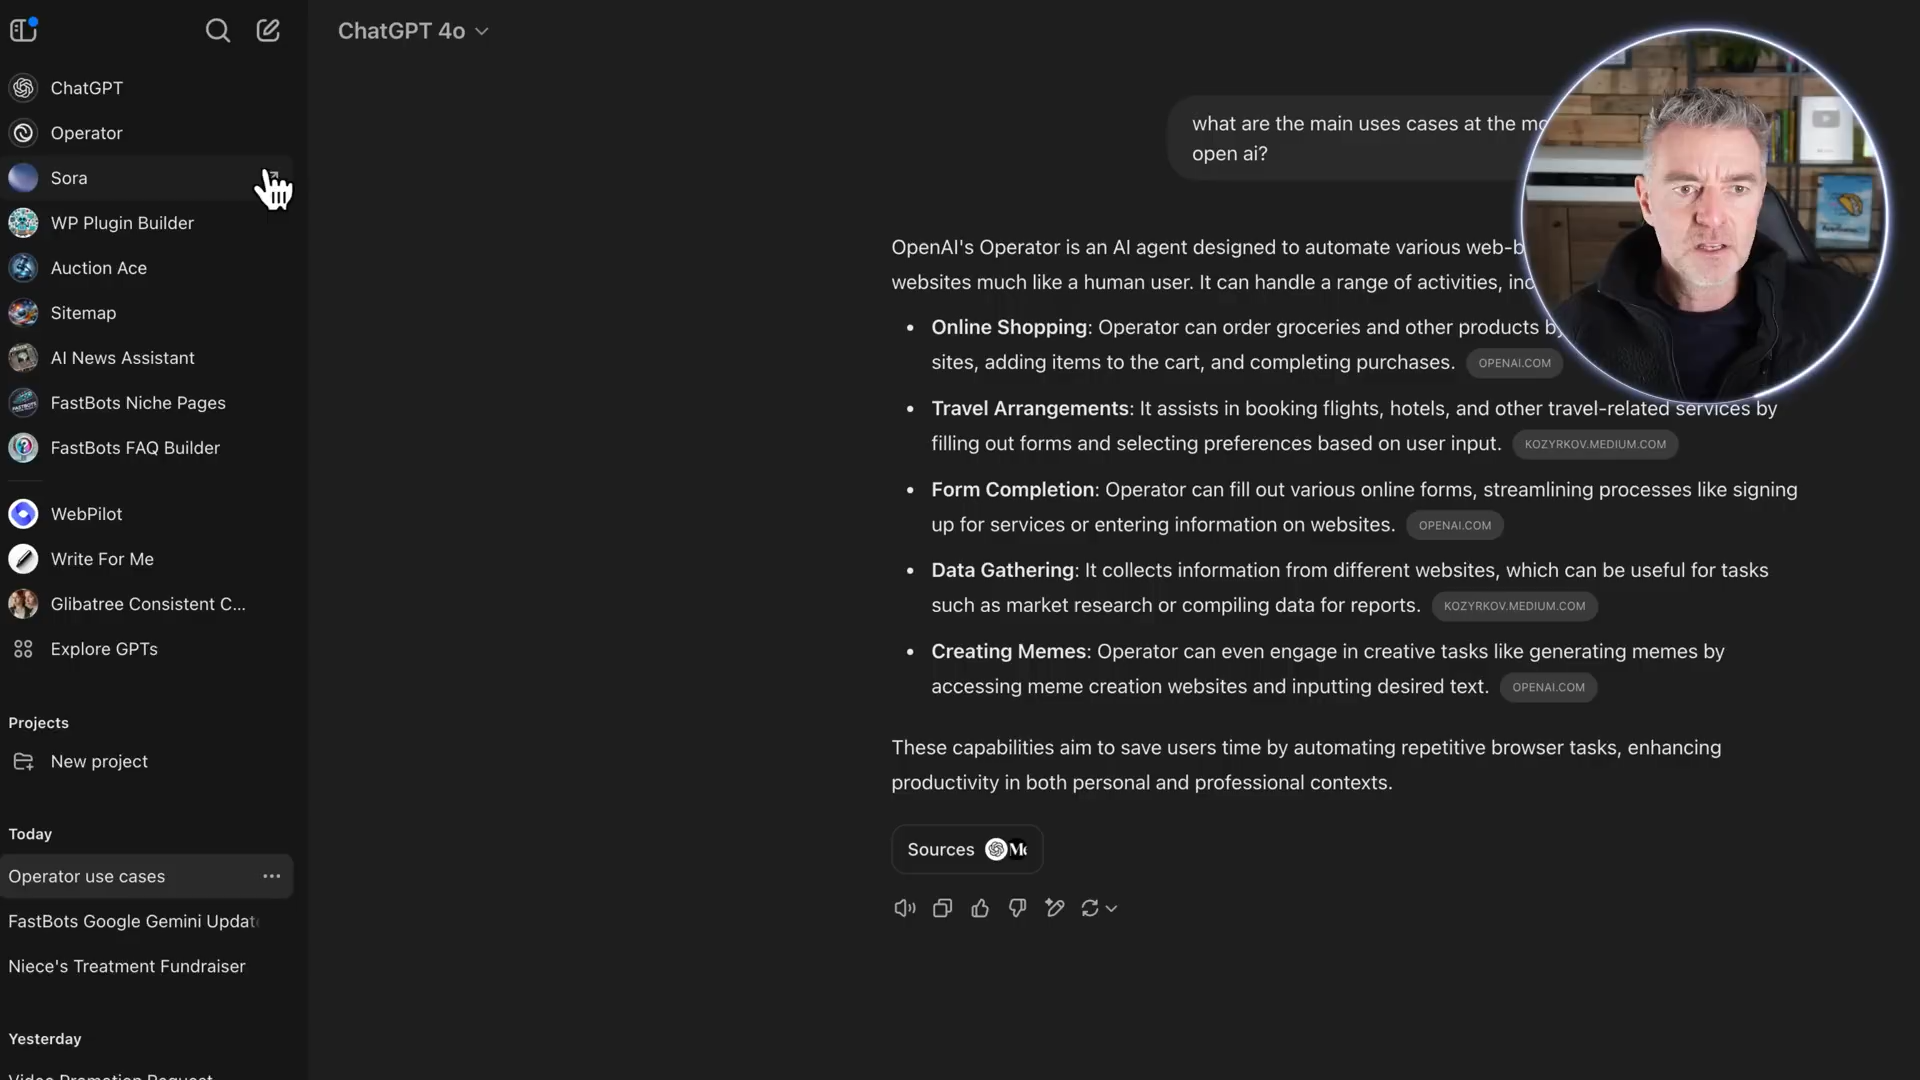 ChatGPT 4o
ChatGPT
Operator
Sora
WP Plugin Builder
Auction Ace
Sitemap
AI News Assistant
FastBots Niche Pages
FastBots FAQ Builder
WebPilot
Write For Me
Glibatree Consistent C...
Explore GPTs
Projects
New project
Today
Operator use cases
FastBots Google Gemini Updat
Niece's Treatment Fundraiser
Yesterday
Video Promotion Request
what are the main uses cases at the mo
open ai?
OpenAI's Operator is an AI agent designed to automate various web-b
websites much like a human user. It can handle a range of activities, inc
• Online Shopping: Operator can order groceries and other products by
sites, adding items to the cart, and completing purchases. OPENAI.COM
• Travel Arrangements: It assists in booking flights, hotels, and other travel-related services by
filling out forms and selecting preferences based on user input. KOZYRKOV.MEDIUM.COM
• Form Completion: Operator can fill out various online forms, streamlining processes like signing
up for services or entering information on websites. OPENAI.COM
• Data Gathering: It collects information from different websites, which can be useful for tasks
such as market research or compiling data for reports. KOZYRKOV.MEDIUM.COM
• Creating Memes: Operator can even engage in creative tasks like generating memes by
accessing meme creation websites and inputting desired text. OPENAI.COM
These capabilities aim to save users time by automating repetitive browser tasks, enhancing
productivity in both personal and professional contexts.
Sources